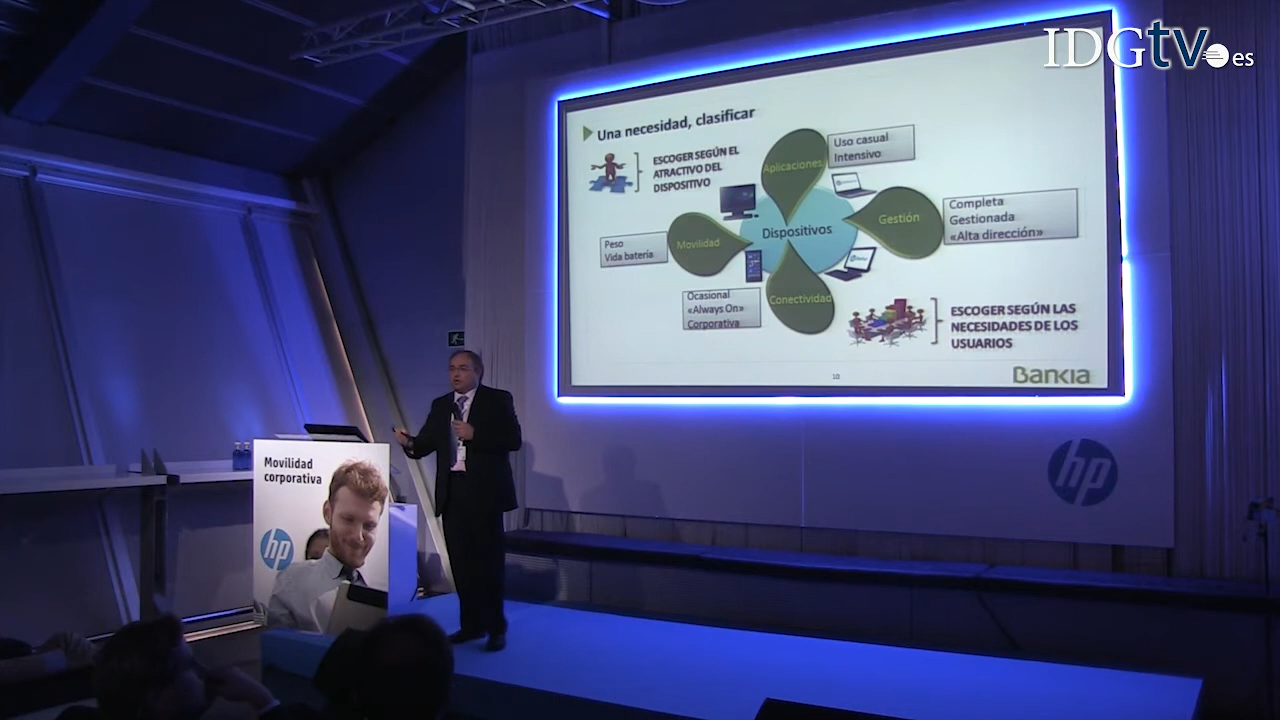 IDGtv.es
Una necesidad, clasificar
ESCOGER SEGÚN EL
ATRACTIVO DEL
DISPOSITIVO
Aplicaciones
Uso casual
Intensivo
Gestión
Completa
Gestionada
«Alta dirección»
Dispositivos
Movilidad
Peso
Vida batería
Conectividad
Ocasional
«Always On»
Corporativa
ESCOGER SEGÚN LAS
NECESIDADES DE LOS
USUARIOS
10
Bankia
hp
Movilidad
corporativa
hp